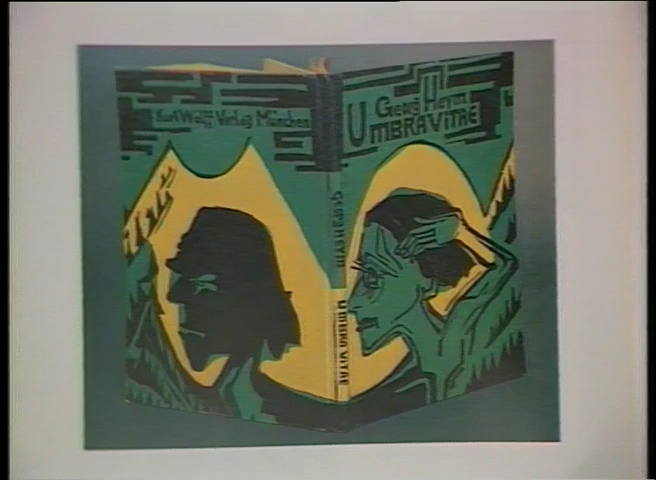 Kurt Wolff Verlag München
Georg Heym
UMBRA VITAE
GEORG HEYM
UMBRA VITAE